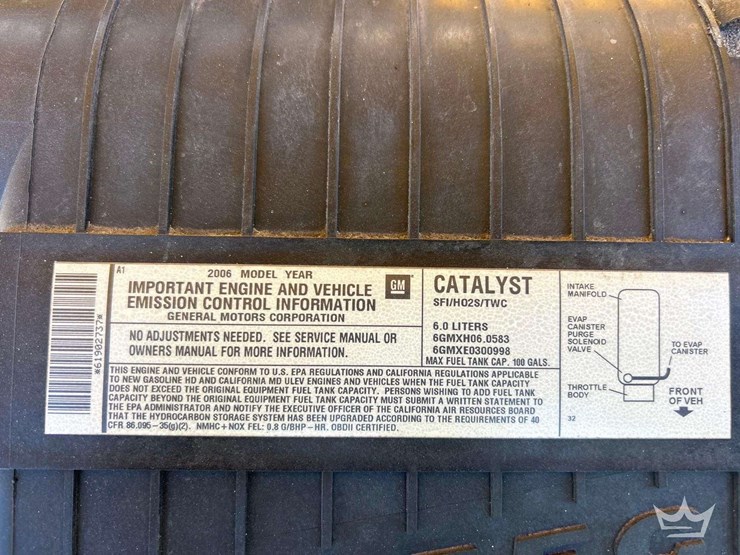 A1
2006 MODEL YEAR
IMPORTANT ENGINE AND VEHICLE
EMISSION CONTROL INFORMATION
GENERAL MOTORS CORPORATION
GM
NO ADJUSTMENTS NEEDED. SEE SERVICE MANUAL OR
OWNERS MANUAL FOR MORE INFORMATION.
CATALYST
SFI/HO2S/TWC
6.0 LITERS
6GMXH06.0583
6GMXE0300998
MAX FUEL TANK CAP. 100 GALS.
THIS ENGINE AND VEHICLE CONFORM TO U.S. EPA REGULATIONS AND CALIFORNIA REGULATIONS APPLICABLE
TO NEW GASOLINE HD AND CALIFORNIA MD ULEV ENGINES AND VEHICLES WHEN THE FUEL TANK CAPACITY
DOES NOT EXCEED THE ORIGINAL EQUIPMENT FUEL TANK CAPACITY. PERSONS WISHING TO ADD FUEL TANK
CAPACITY BEYOND THE ORIGINAL EQUIPMENT FUEL TANK CAPACITY MUST SUBMIT A WRITTEN STATEMENT TO
THE EPA ADMINISTRATOR AND NOTIFY THE EXECUTIVE OFFICER OF THE CALIFORNIA AIR RESOURCES BOARD
THAT THE HYDROCARBON STORAGE SYSTEM HAS BEEN UPGRADED ACCORDING TO THE REQUIREMENTS OF 40
CFR 86.095-35(g)(2). NMHC + NOX FEL: 0.8 G/BHP - HR. OBDII CERTIFIED.
INTAKE
MANIFOLD
EVAP
CANISTER
PURGE
SOLENOID
VALVE
TO EVAP
CANISTER
THROTTLE
BODY
FRONT
OF VEH
32
*61902737*